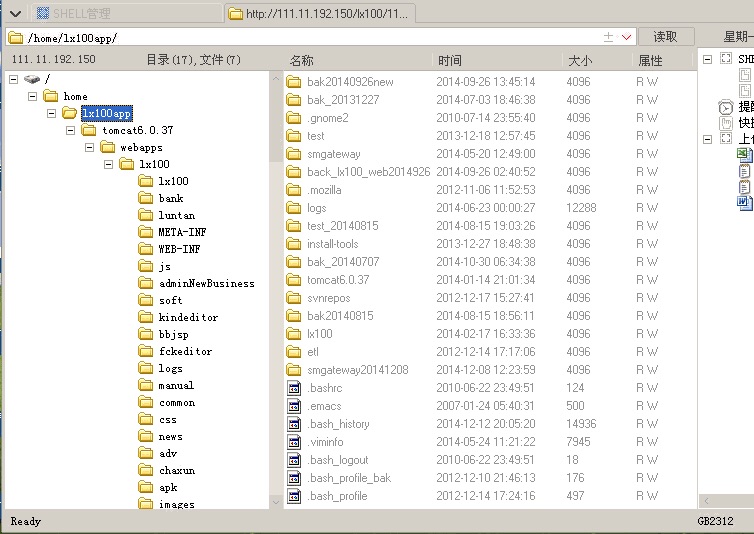 SHELL管理
http://111.11.192.150/lx100/11...
/home/lx100app/
读取
星期一
111.11.192.150
目录(17),文件(7)
名称 时间 大小 属性
/
home
lx100app
tomcat6.0.37
webapps
lx100
lx100
bank
luntan
META-INF
WEB-INF
js
adminNewBusiness
soft
kindeditor
bbjsp
fckeditor
logs
manual
common
css
news
adv
chaxun
apk
images
bak20140926new 2014-09-26 13:45:14 4096 R W
bak_20131227 2014-07-03 18:46:38 4096 R W
.gnome2 2010-07-14 23:55:40 4096 R W
test 2013-12-18 12:57:45 4096 R W
smgateway 2014-05-20 12:49:00 4096 R W
back_lx100_web2014926 2014-09-26 02:40:52 4096 R W
.mozilla 2012-11-06 11:52:53 4096 R W
logs 2014-06-23 00:00:27 12288 R W
test_20140815 2014-08-15 19:03:26 4096 R W
install-tools 2013-12-27 18:48:38 4096 R W
bak_20140707 2014-10-30 06:34:38 4096 R W
tomcat6.0.37 2014-01-14 21:01:34 4096 R W
svnrepos 2012-12-17 15:27:41 4096 R W
bak20140815 2014-08-15 18:56:11 4096 R W
lx100 2014-02-17 16:33:36 4096 R W
etl 2012-12-14 17:17:06 4096 R W
smgateway20141208 2014-12-08 12:23:59 4096 R W
.bashrc 2010-06-22 23:49:51 124 R W
.emacs 2007-01-24 05:40:31 500 R W
.bash_history 2014-12-12 20:05:20 14936 R W
.viminfo 2014-05-24 11:21:22 7945 R W
.bash_logout 2010-06-22 23:49:51 18 R W
.bash_profile_bak 2012-12-10 21:46:13 176 R W
.bash_profile 2012-12-14 17:24:16 497 R W
SHE
提醒
快捷
上传
Ready
GB2312